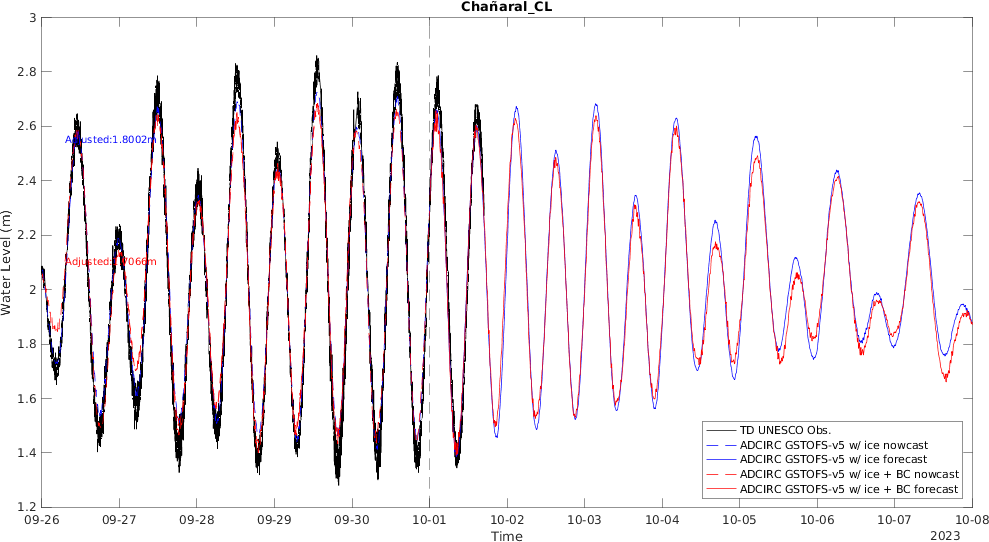 Chañaral_CL
3
2.8
2.6
2.4
2.2
2
1.8
1.6
1.4
1.2
Water Level (m)
Adjusted:1.8002m
Adjusted:1.7066m
TD UNESCO Obs.
ADCIRC GSTOFS-v5 w/ ice nowcast
ADCIRC GSTOFS-v5 w/ ice forecast
ADCIRC GSTOFS-v5 w/ ice + BC nowcast
ADCIRC GSTOFS-v5 w/ ice + BC forecast
09-26 09-27 09-28 09-29 09-30 10-01 10-02 10-03 10-04 10-05 10-06 10-07 10-08
Time
2023